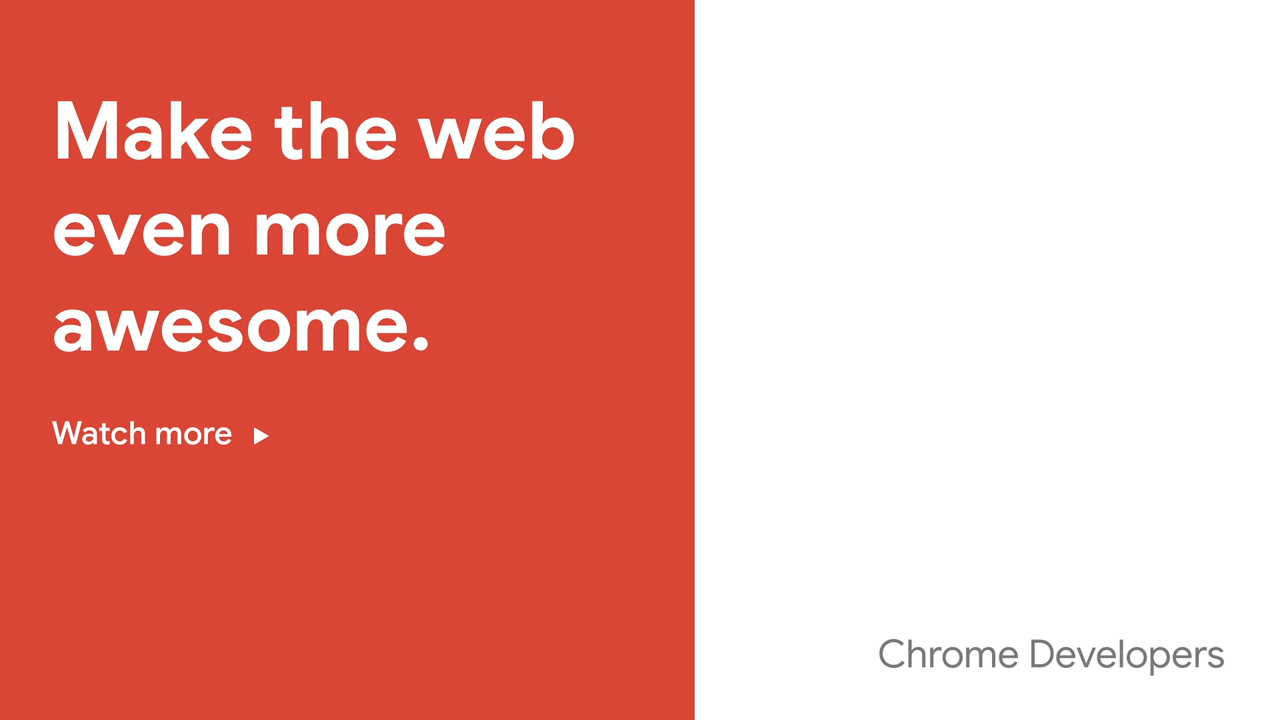 Make the web
even more
awesome.
Watch more
Chrome Developers